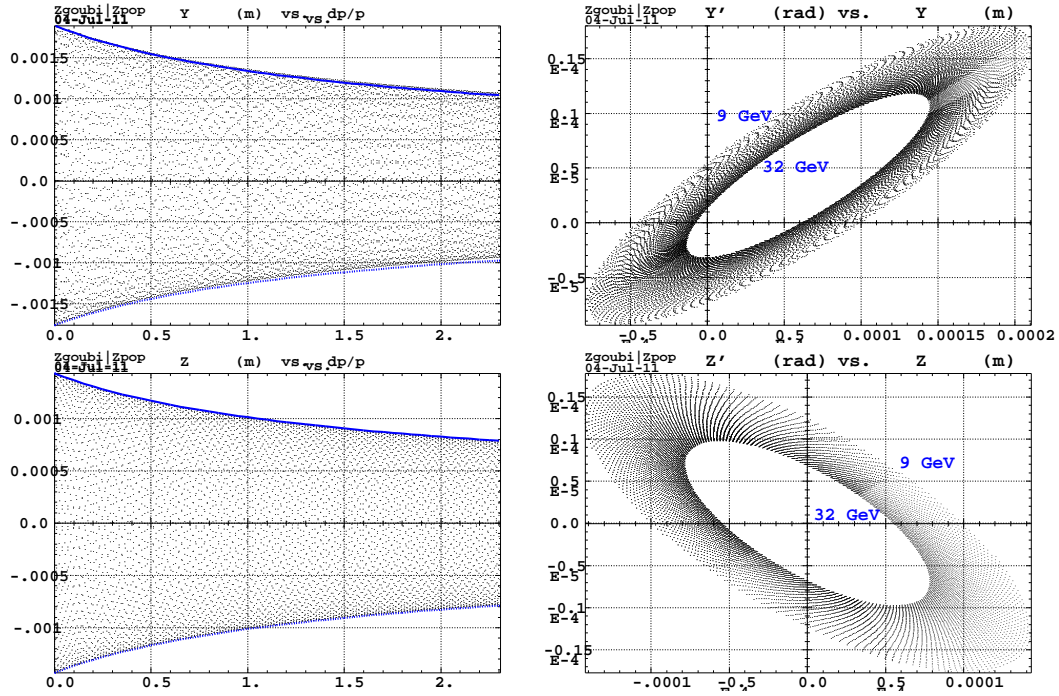 Zgoubi|Zpop
04-Jul-11
Y (m) vs. vs. dp/p
0.0015
0.001
0.0005
0.0
-.0005
-.001
-.0015
0.0 0.5 1. 1.5 2.
Zgoubi|Zpop
04-Jul-11
Y' (rad) vs. Y (m)
0.15
E-4
0.1
E-4
0.5
E-5
0.0
-0.5
E-5
9 GeV
32 GeV
-0.5 0.0 0.5 0.0001 0.00015 0.0002
Zgoubi|Zpop
04-Jul-11
Z (m) vs. vs. dp/p
0.001
0.0005
0.0
-.0005
-.001
0.0 0.5 1. 1.5 2.
Zgoubi|Zpop
04-Jul-11
Z' (rad) vs. Z (m)
0.15
E-4
0.1
E-4
0.5
E-5
0.0
-0.5
E-5
-0.1
E-4
-0.15
E-4
9 GeV
32 GeV
-.0001 -0.5 0.0 0.5 0.0001
E-4 E-4